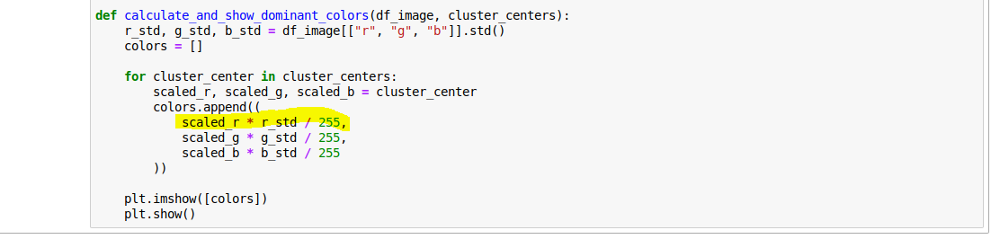 def calculate_and_show_dominant_colors(df_image, cluster_centers):
    r_std, g_std, b_std = df_image[["r", "g", "b"]].std()
    colors = []

    for cluster_center in cluster_centers:
        scaled_r, scaled_g, scaled_b = cluster_center
        colors.append((
            scaled_r * r_std / 255,
            scaled_g * g_std / 255,
            scaled_b * b_std / 255
        ))

    plt.imshow([colors])
    plt.show()